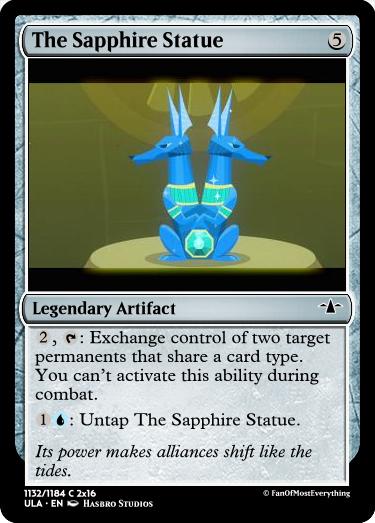 The Sapphire Statue 5
Legendary Artifact
2, : Exchange control of two target
permanents that share a card type.
You can't activate this ability during
combat.
1 : Untap The Sapphire Statue.
Its power makes alliances shift like the
tides.
1132/1184 C 2x16
ULA • EN Hasbro Studios
© FanOfMostEverything